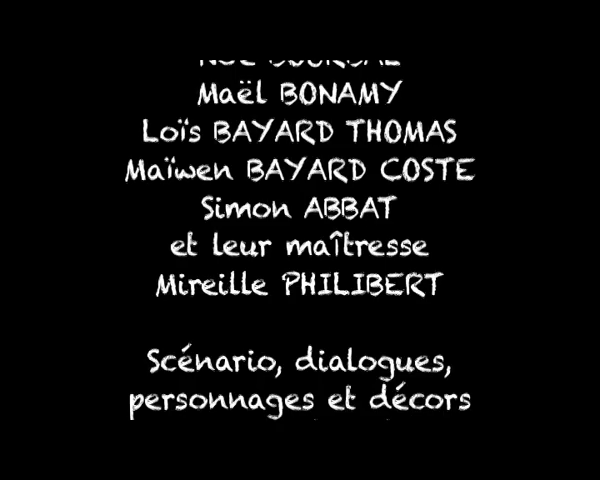 Maël BONAMY
Loïs BAYARD THOMAS
Maïwen BAYARD COSTE
Simon ABBAT
et leur maîtresse
Mireille PHILIBERT
Scénario, dialogues,
personnages et décors